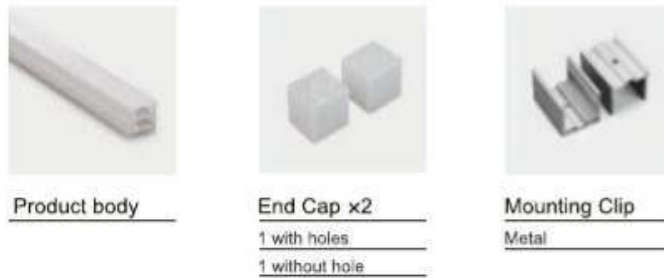 Product body
End Cap ×2
1 with holes
1 without hole
Mounting Clip
Metal